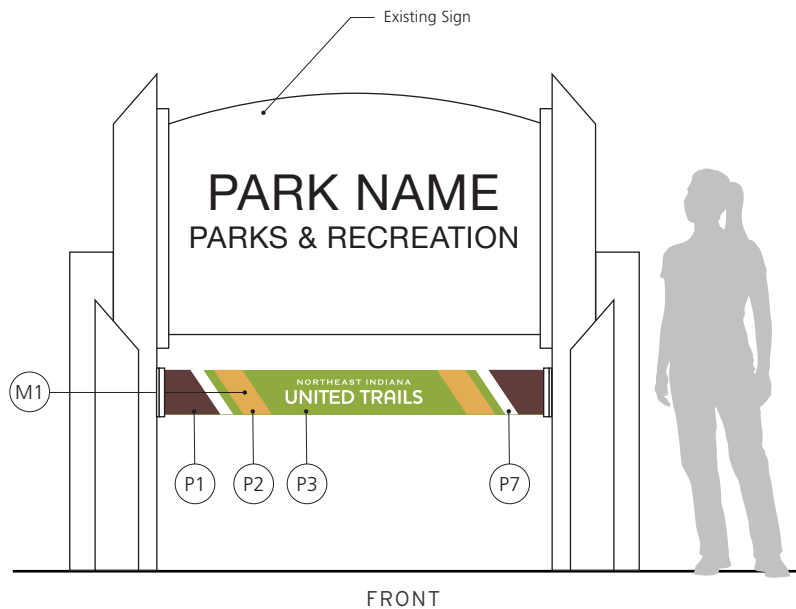 Existing Sign
PARK NAME
PARKS & RECREATION
NORTHEAST INDIANA
UNITED TRAILS
M1
P1
P2
P3
P7
FRONT